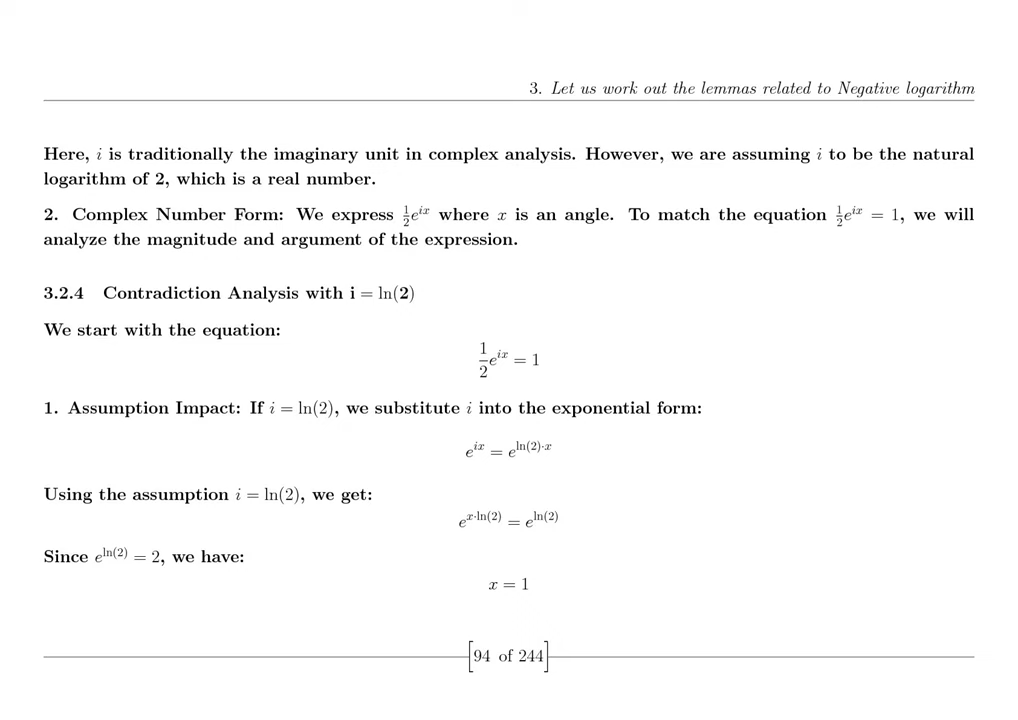 3. Let us work out the lemmas related to Negative logarithm
Here, i is traditionally the imaginary unit in complex analysis. However, we are assuming i to be the natural
logarithm of 2, which is a real number.
2. Complex Number Form: We express \frac{1}{2}e^{ix} where x is an angle. To match the equation \frac{1}{2}e^{ix} = 1, we will
analyze the magnitude and argument of the expression.
3.2.4 Contradiction Analysis with i = ln(2)
We start with the equation:
\frac{1}{2}e^{ix} = 1
1. Assumption Impact: If i = ln(2), we substitute i into the exponential form:
e^{ix} = e^{ln(2)·x}
Using the assumption i = ln(2), we get:
e^{x·ln(2)} = e^{ln(2)}
Since e^{ln(2)} = 2, we have:
x = 1
[94 of 244]